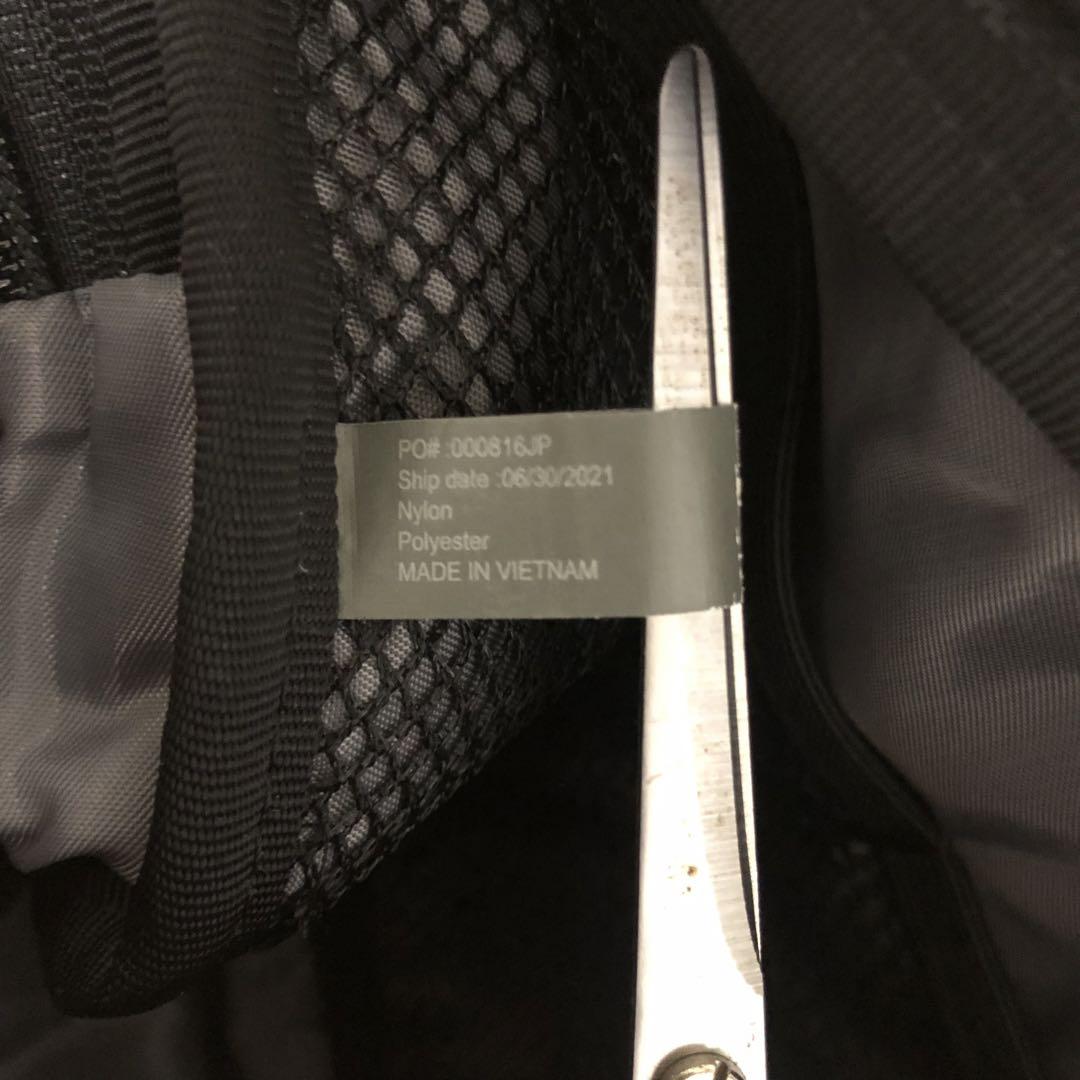 PO# :000816JP
Ship date :06/30/2021
Nylon
Polyester
MADE IN VIETNAM